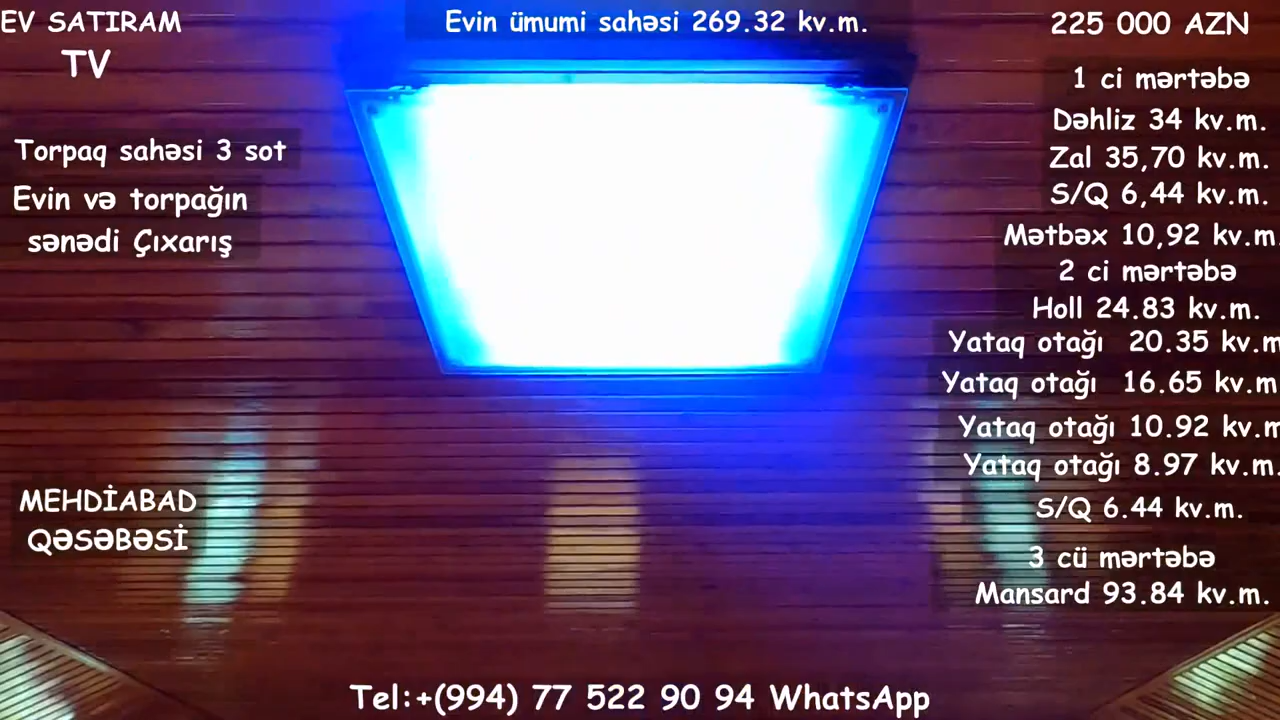 EV SATIRAM
TV
Evin ümumi sahəsi 269.32 kv.m.
225 000 AZN
Torpaq sahəsi 3 sot
Evin və torpağın
sənədi Çıxarış
MEHDİABAD
QƏSƏBƏSİ
1 ci mərtəbə
Dəhliz 34 kv.m.
Zal 35,70 kv.m.
S/Q 6,44 kv.m.
Mətbəx 10,92 kv.m.
2 ci mərtəbə
Holl 24.83 kv.m.
Yataq otağı 20.35 kv.m
Yataq otağı 16.65 kv.m
Yataq otağı 10.92 kv.m
Yataq otağı 8.97 kv.m.
S/Q 6.44 kv.m.
3 cü mərtəbə
Mansard 93.84 kv.m.
Tel:+(994) 77 522 90 94 WhatsApp